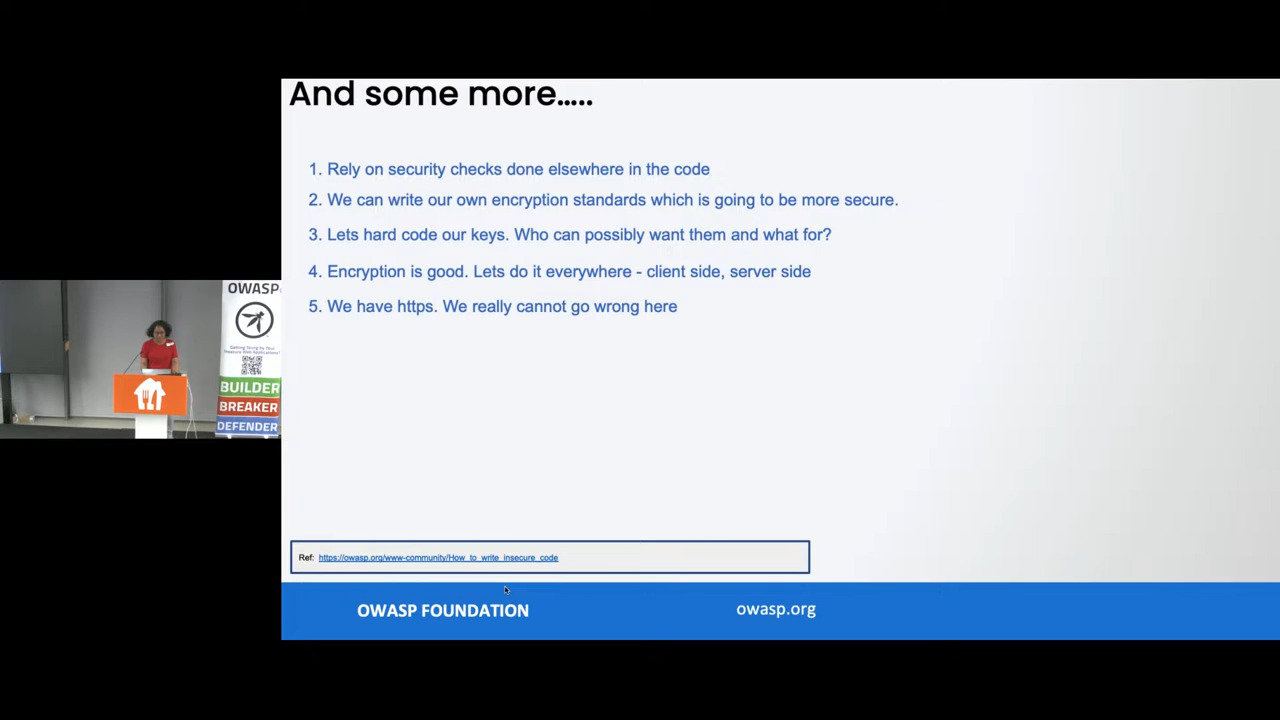 And some more…..
1. Rely on security checks done elsewhere in the code
2. We can write our own encryption standards which is going to be more secure.
3. Lets hard code our keys. Who can possibly want them and what for?
4. Encryption is good. Lets do it everywhere - client side, server side
5. We have https. We really cannot go wrong here
OWASP
BUILDER
BREAKER
DEFENDER
Ref: https://owasp.org/www-community/How_to_write_insecure_code
OWASP FOUNDATION
owasp.org